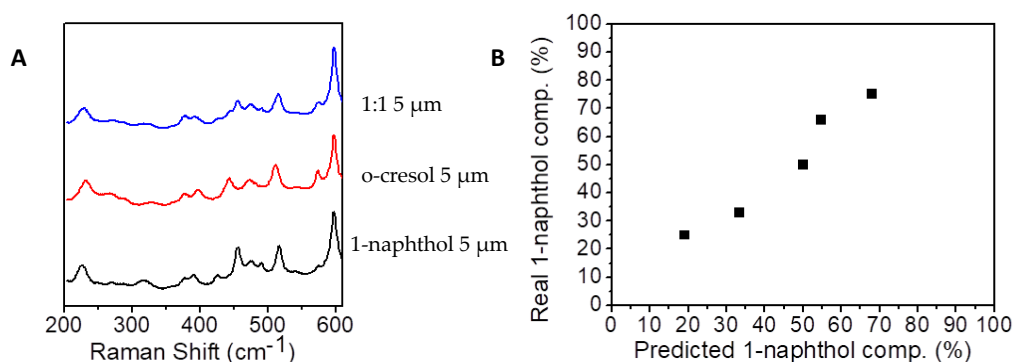 A
1:1 5 μm
o-cresol 5 μm
1-naphthol 5 μm
200 300 400 500 600
Raman Shift (cm-1)
B
Real 1-naphthol comp. (%)
100
90
80
70
60
50
40
30
20
10
0
0 10 20 30 40 50 60 70 80 90 100
Predicted 1-naphthol comp. (%)